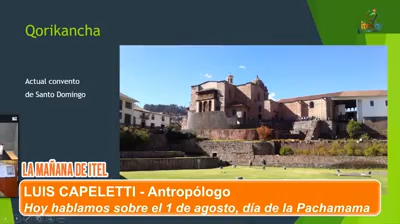 Qorikancha
Actual convento
de Santo Domingo
LA MAÑANA DE ITEL
LUIS CAPELETTI - Antropólogo
Hoy hablamos sobre el 1 de agosto, día de la Pachamama